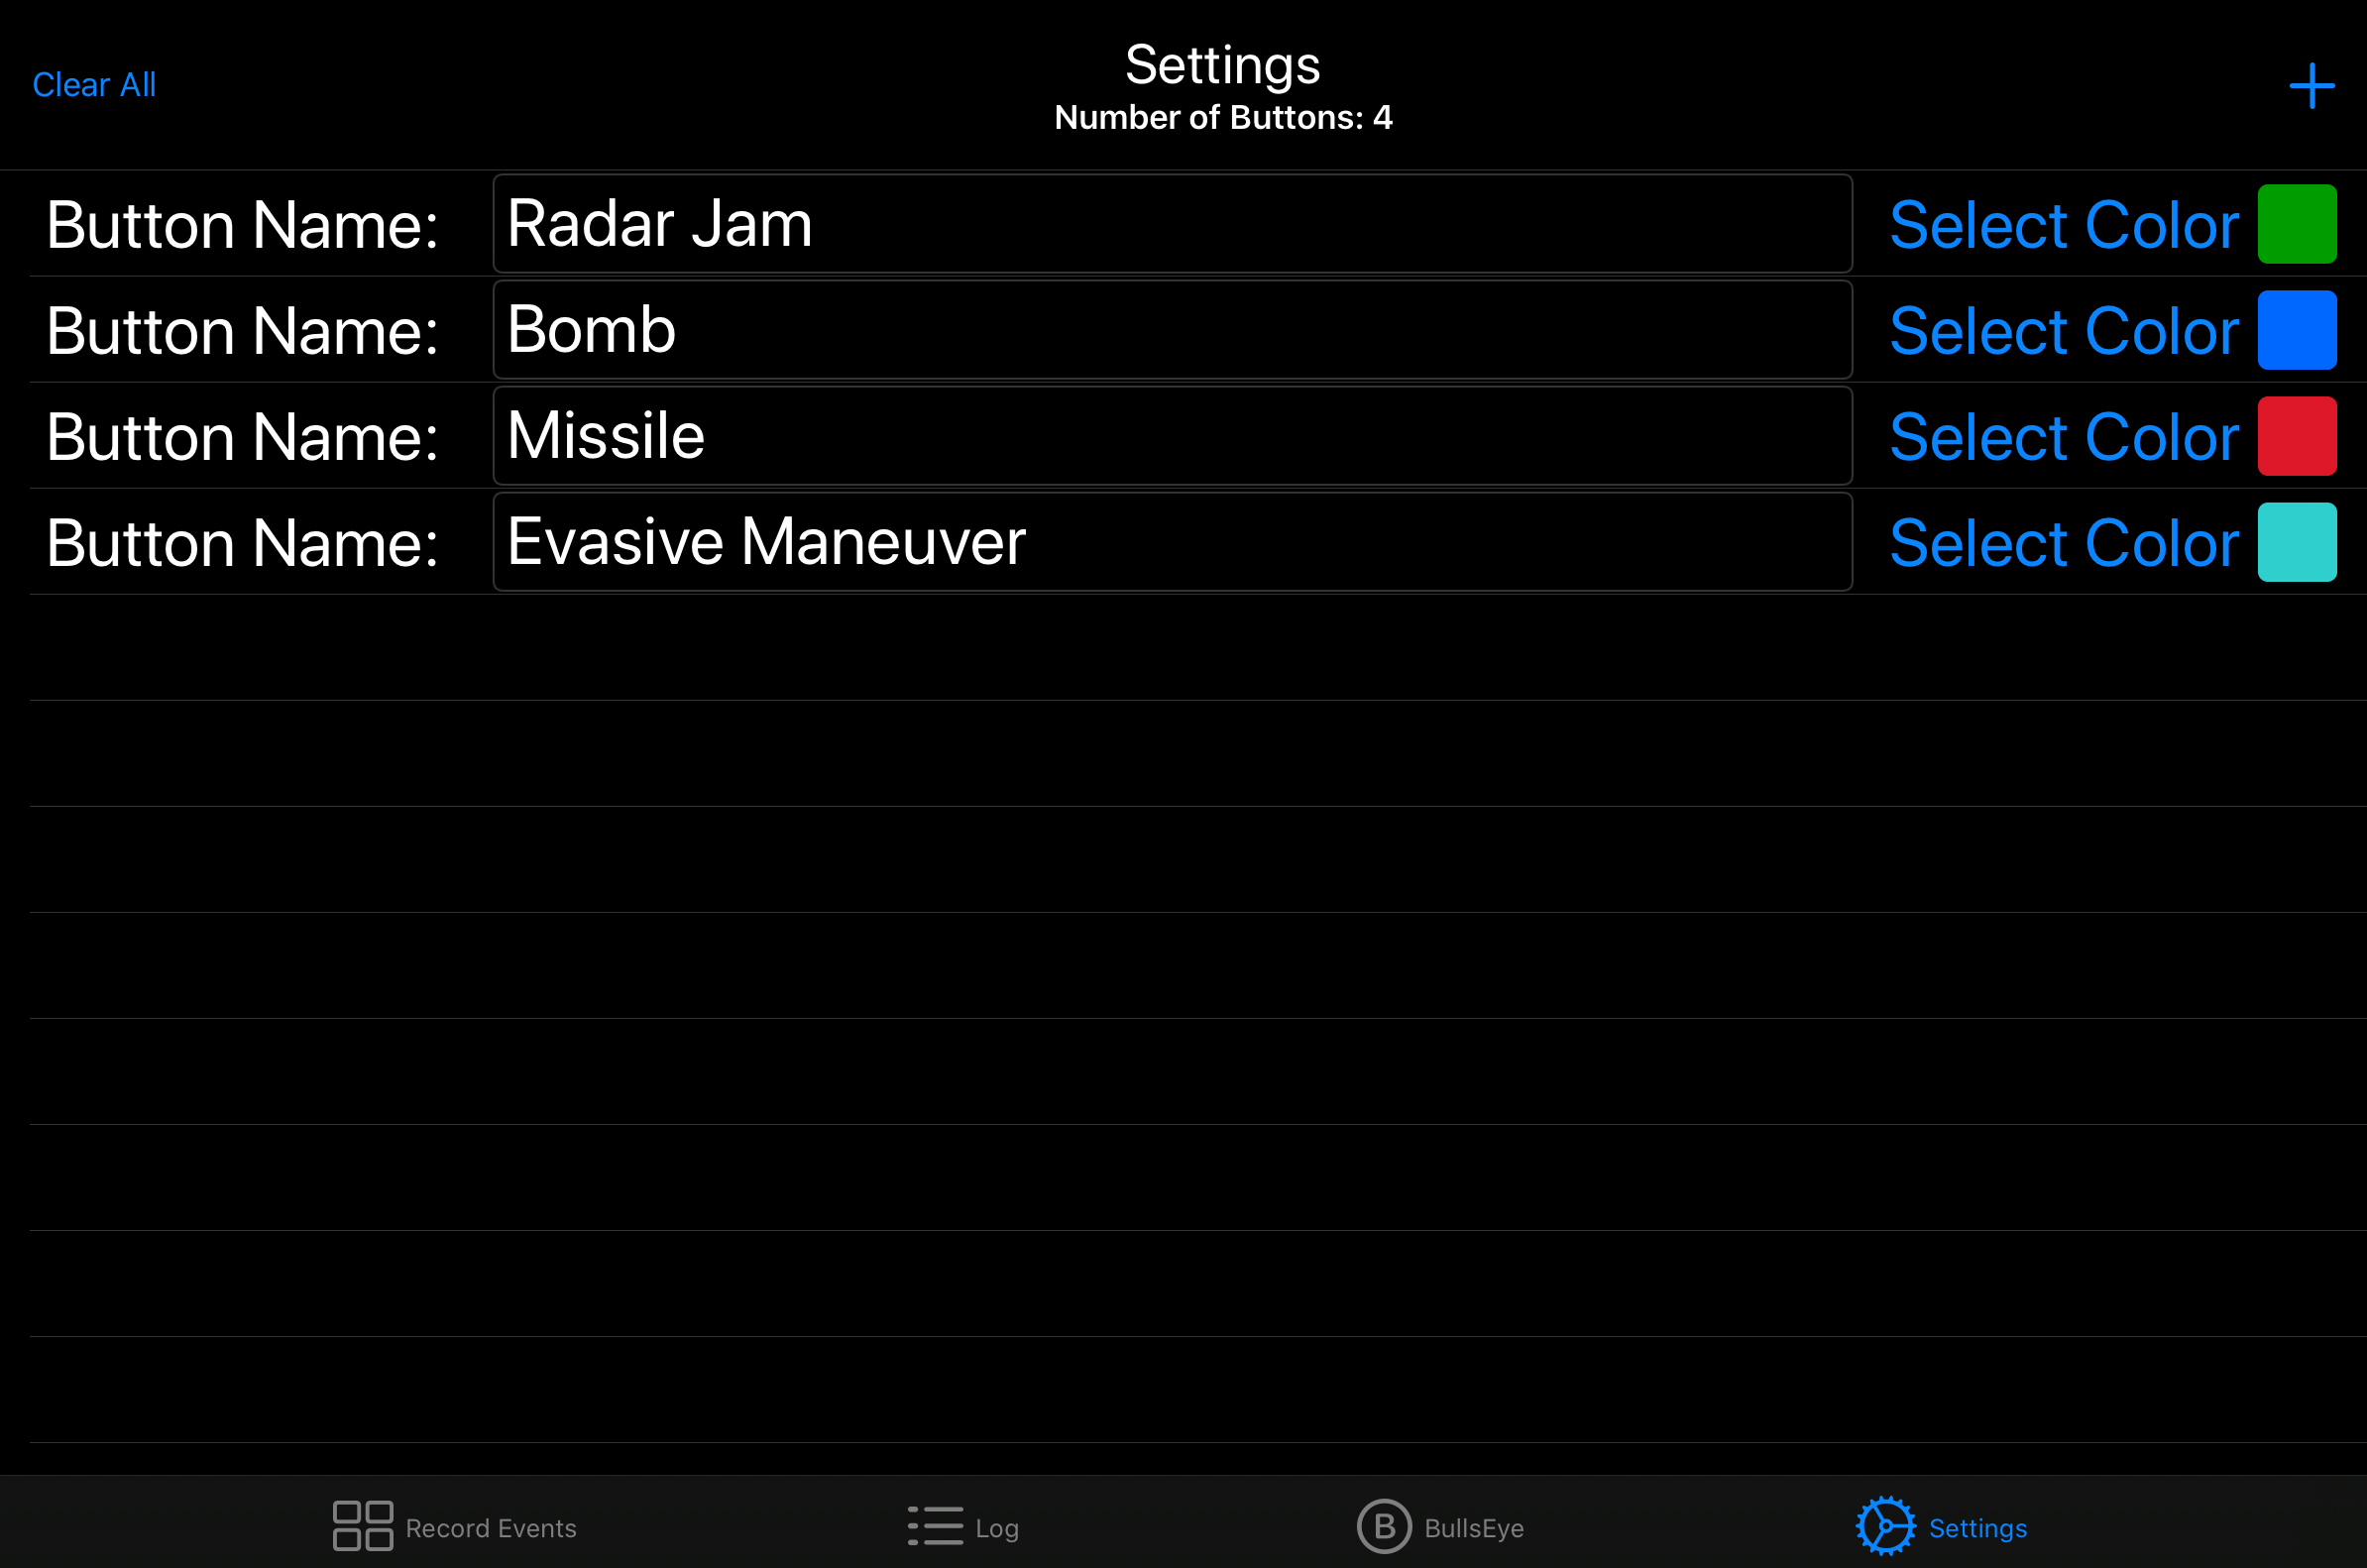 Clear All
Settings
Number of Buttons: 4
Button Name: Radar Jam Select Color
Button Name: Bomb Select Color
Button Name: Missile Select Color
Button Name: Evasive Maneuver Select Color
Record Events Log B BullsEye Settings